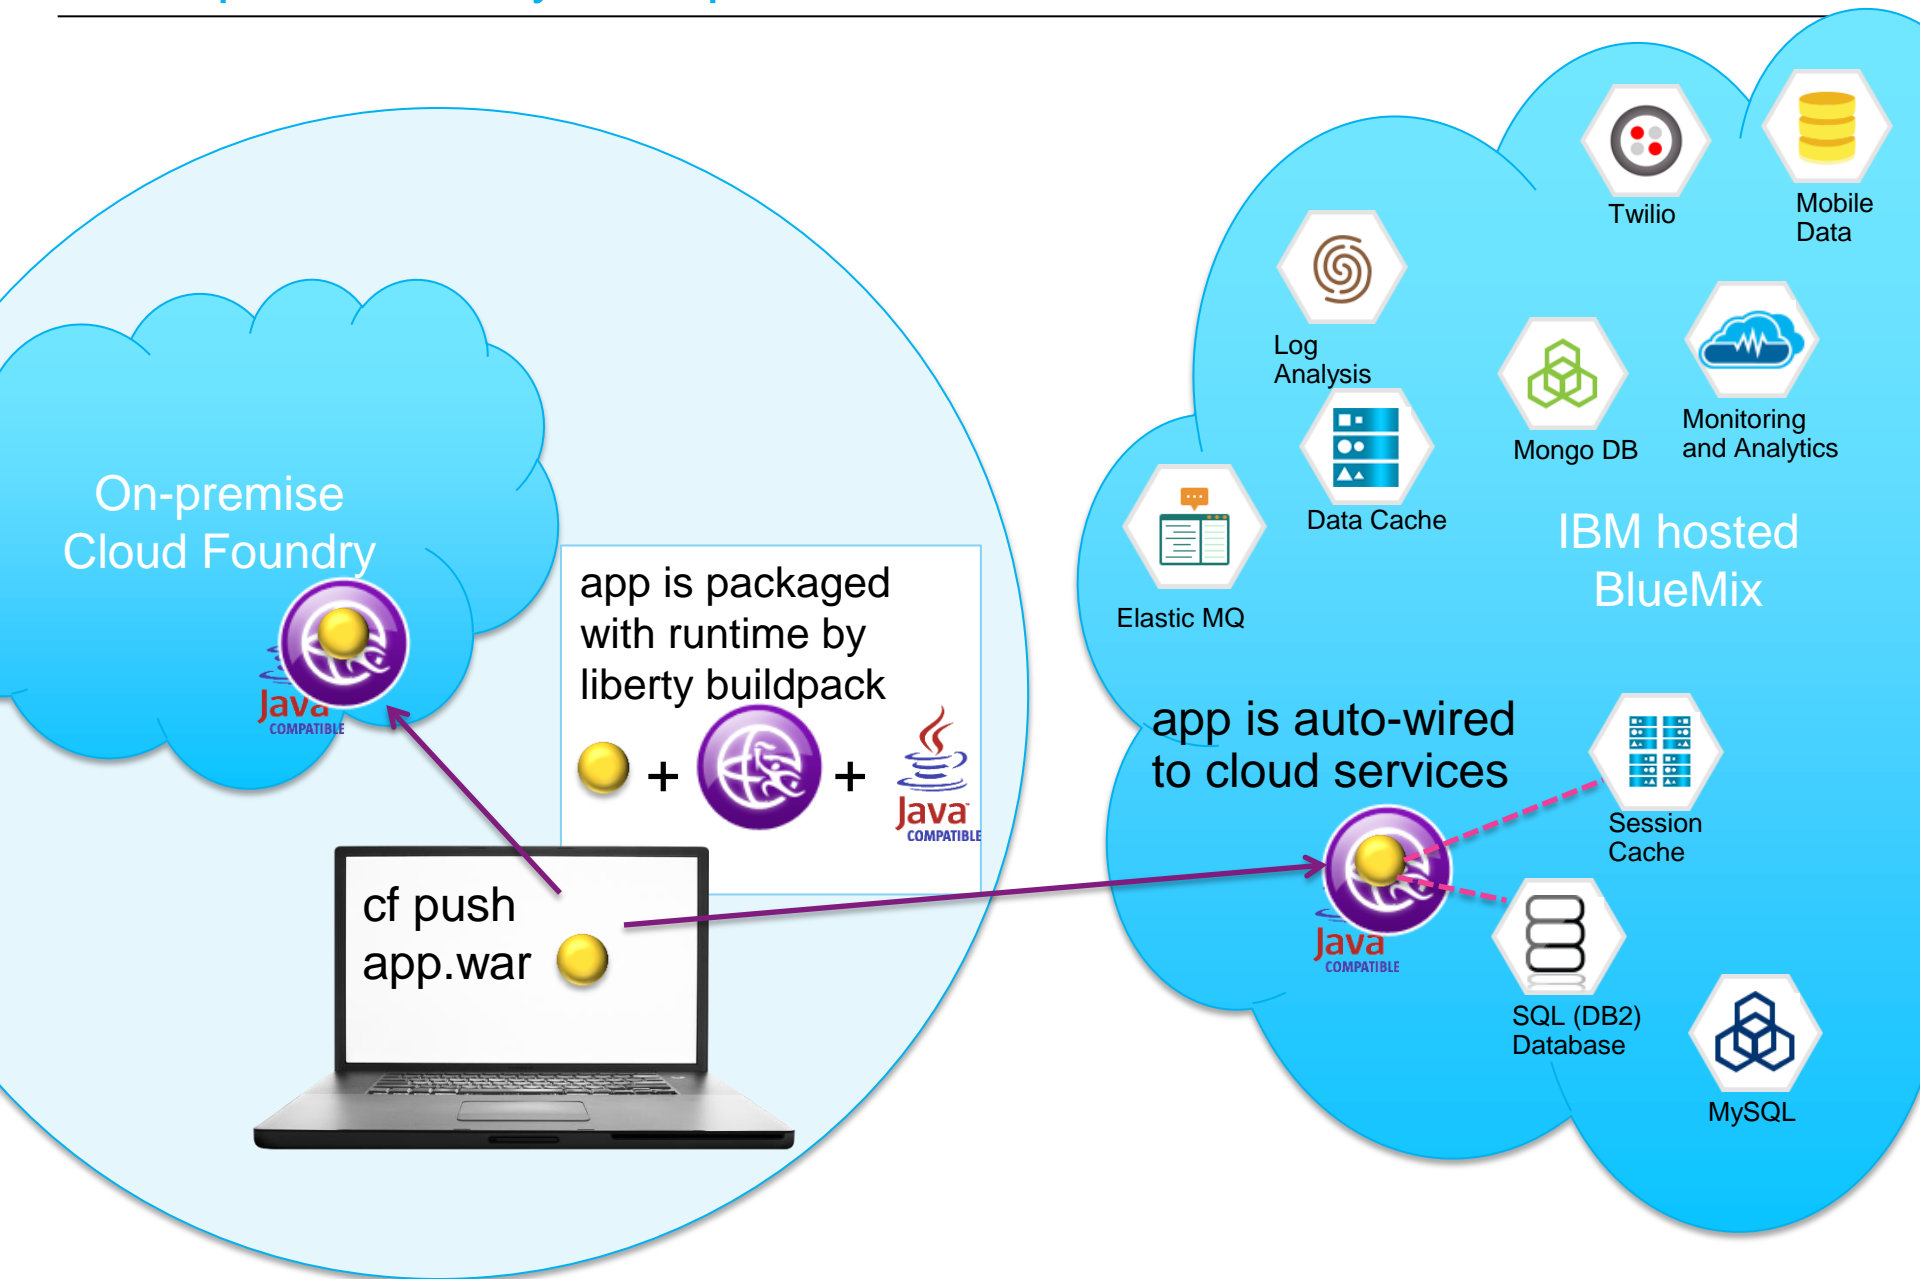 On-premise
Cloud Foundry
Java
COMPATIBLE
app is packaged
with runtime by
liberty buildpack
+
+
Java
COMPATIBLE
cf push
app.war
Twilio
Mobile
Data
Log
Analysis
Mongo DB
Monitoring
and Analytics
Data Cache
Elastic MQ
IBM hosted
BlueMix
app is auto-wired
to cloud services
Session
Cache
Java
COMPATIBLE
SQL (DB2)
Database
MySQL